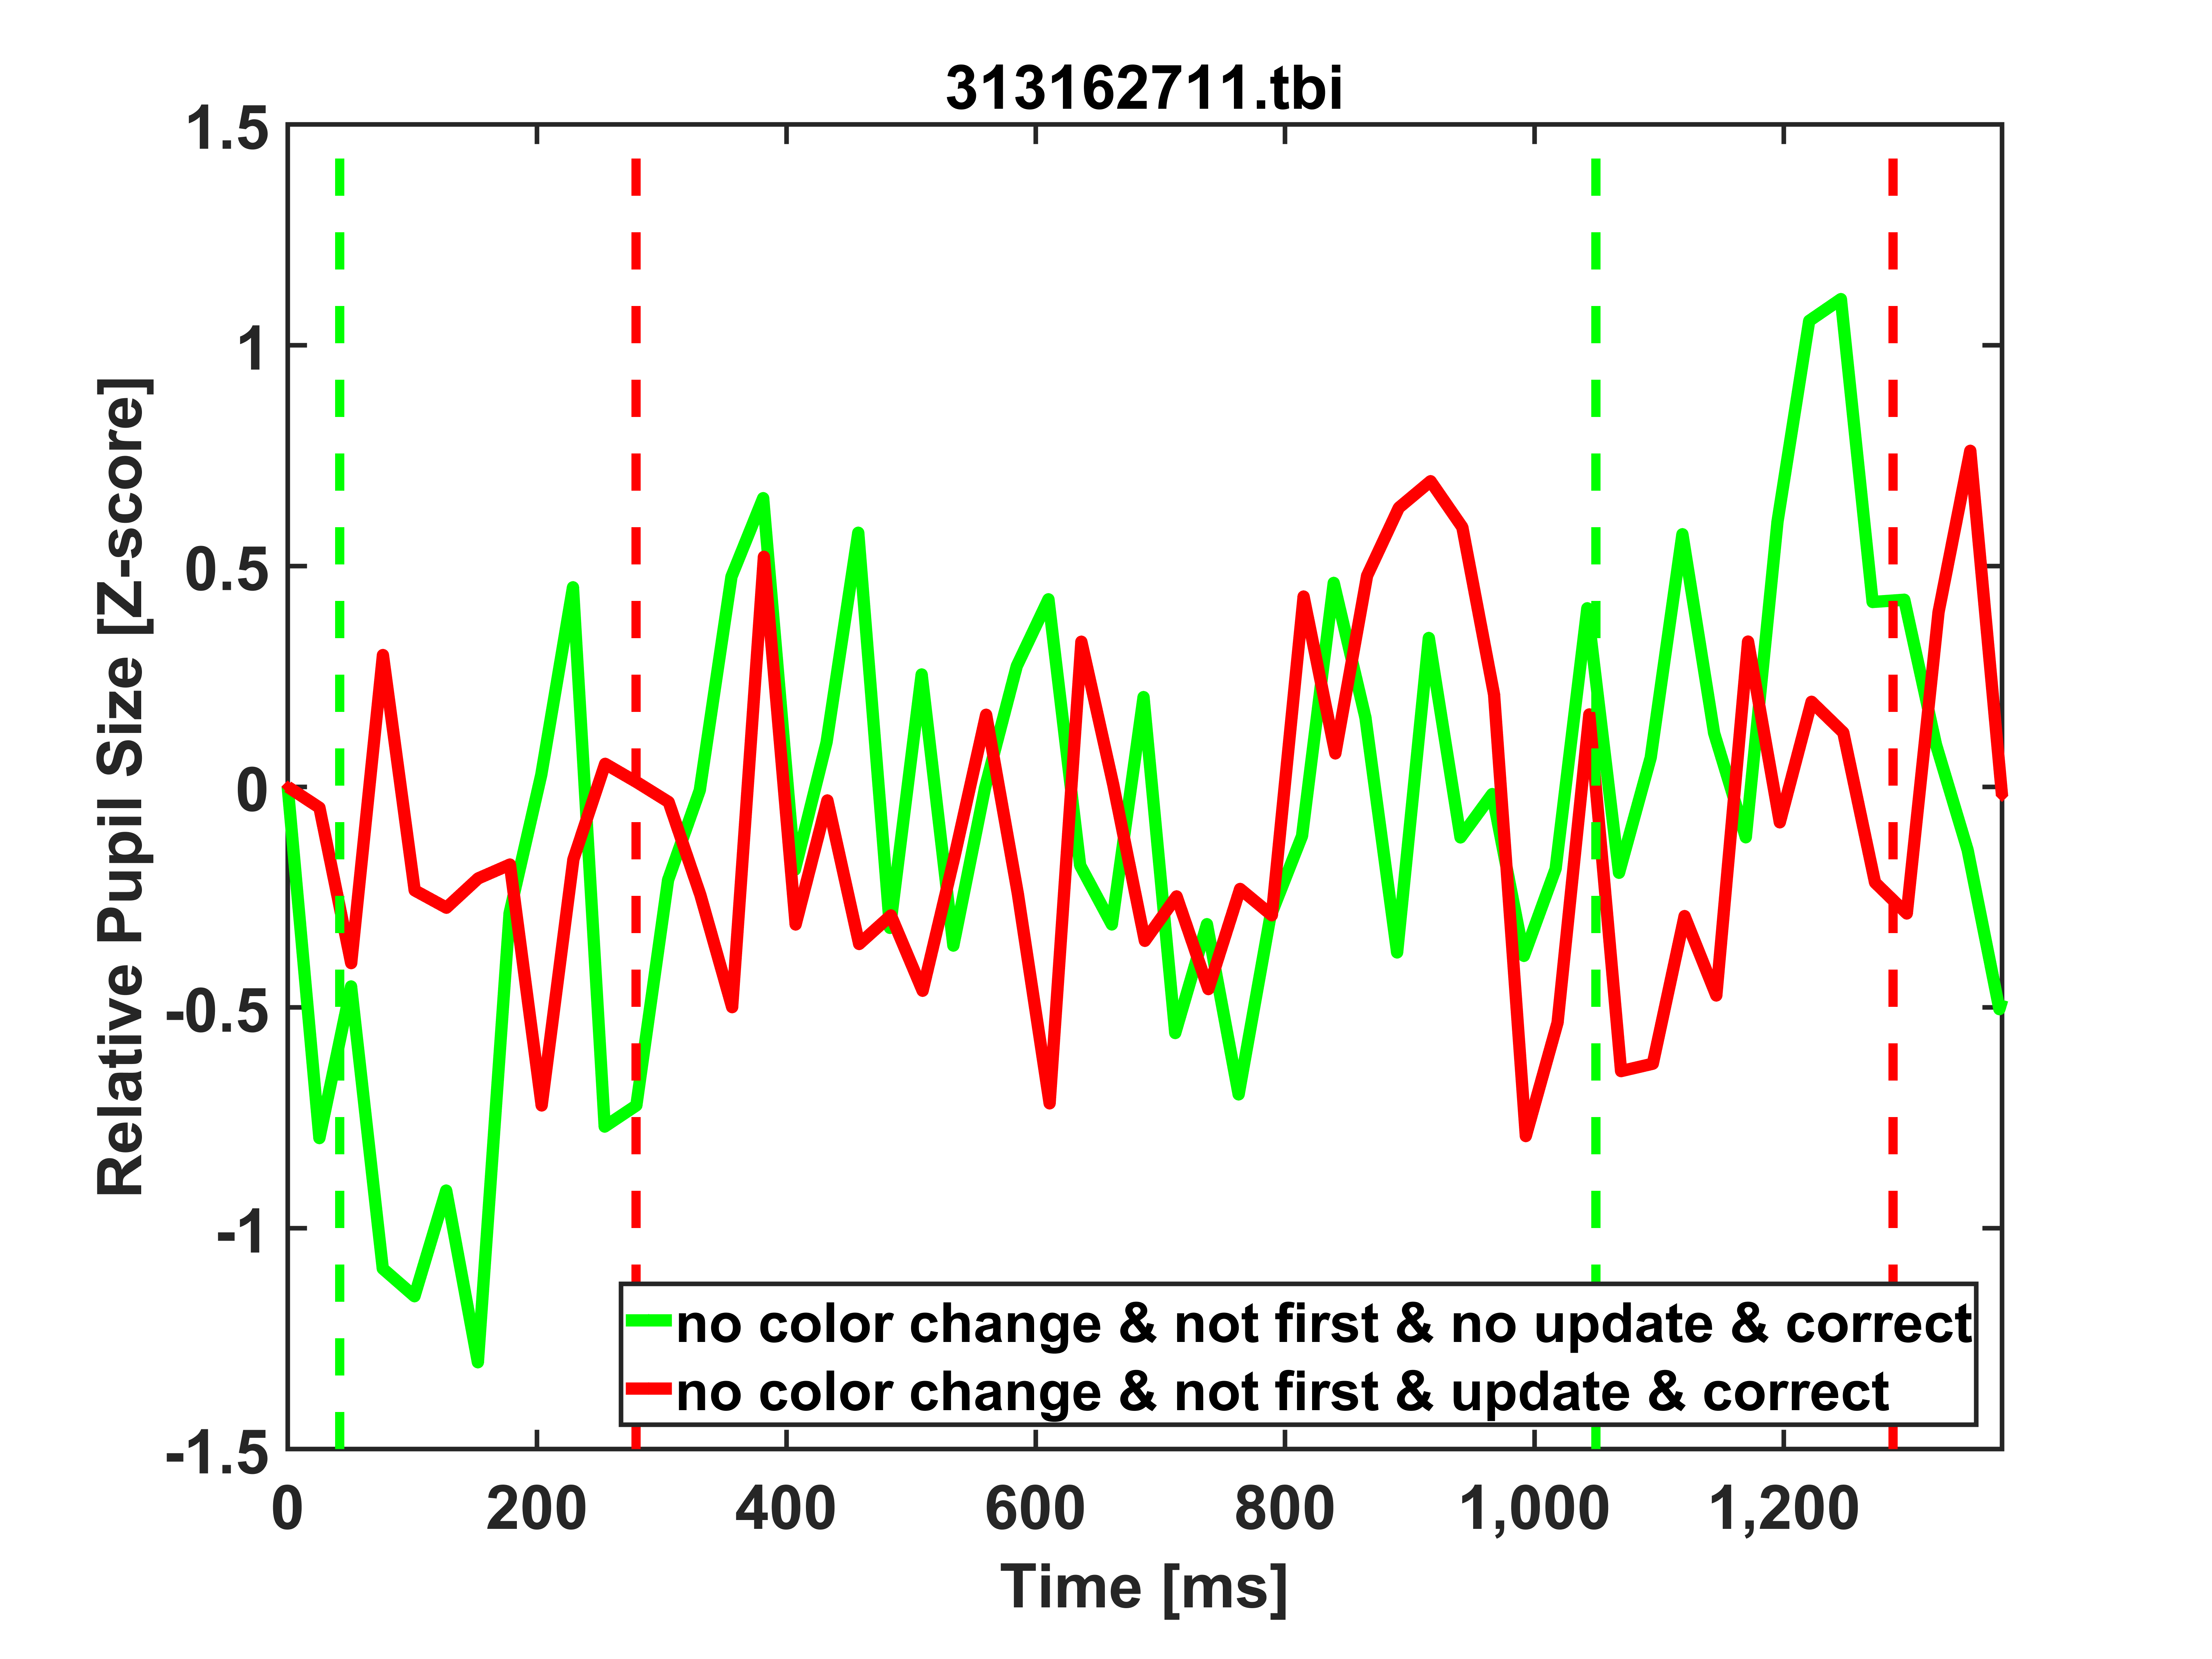 313162711.tbi
Relative Pupil Size [Z-score]
1.5
1
0.5
0
-0.5
-1
-1.5
no color change & not first & no update & correct
no color change & not first & update & correct
0 200 400 600 800 1,000 1,200
Time [ms]